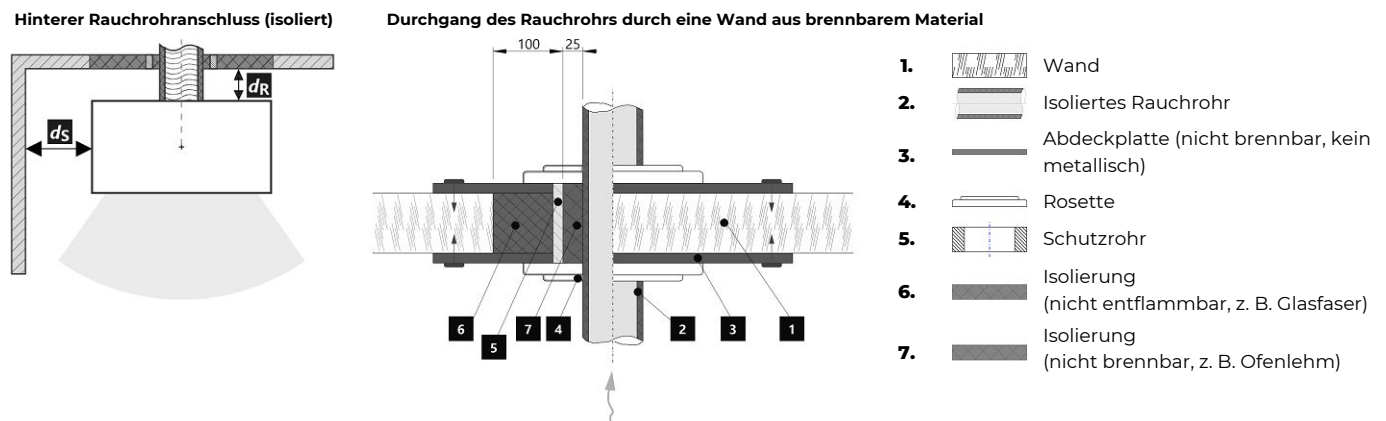 Hinterer Rauchrohranschluss (isoliert)
Durchgang des Rauchrohrs durch eine Wand aus brennbarem Material
dR
dS
100 25
6 5 7 4 2 3 1
1. Wand
2. Isoliertes Rauchrohr
3. Abdeckplatte (nicht brennbar, kein
metallisch)
4. Rosette
5. Schutzrohr
6. Isolierung
(nicht entflammbar, z. B. Glasfaser)
7. Isolierung
(nicht brennbar, z. B. Ofenlehm)